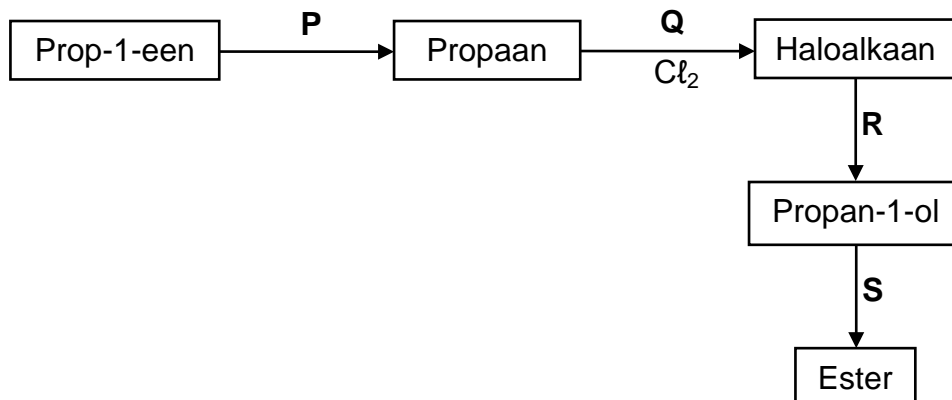 P
Q
Prop-1-een
Propaan
Haloalkaan
Cℓ₂
R
Propan-1-ol
S
Ester